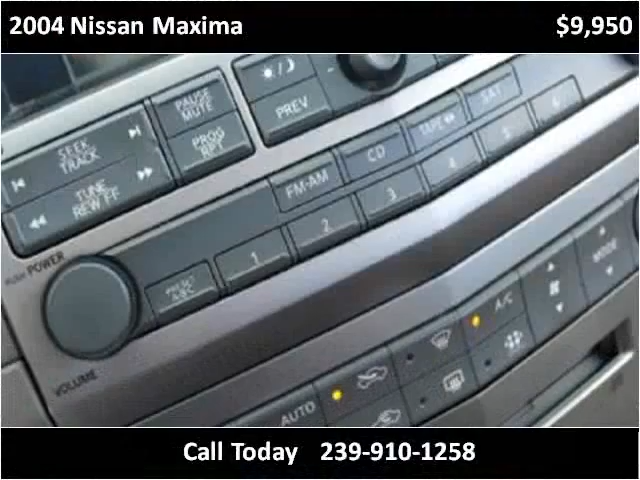 2004 Nissan Maxima
$9,950
PAUSE
MUTE
PREV
SEEK
TRACK
PROG
RPT
TUNE
REW FF
FM-AM
CD
TAPE
SAT
1
2
3
4
5
6
PUSH POWER
VOLUME
A·B·C
AUTO
A/C
MODE
Call Today 239-910-1258